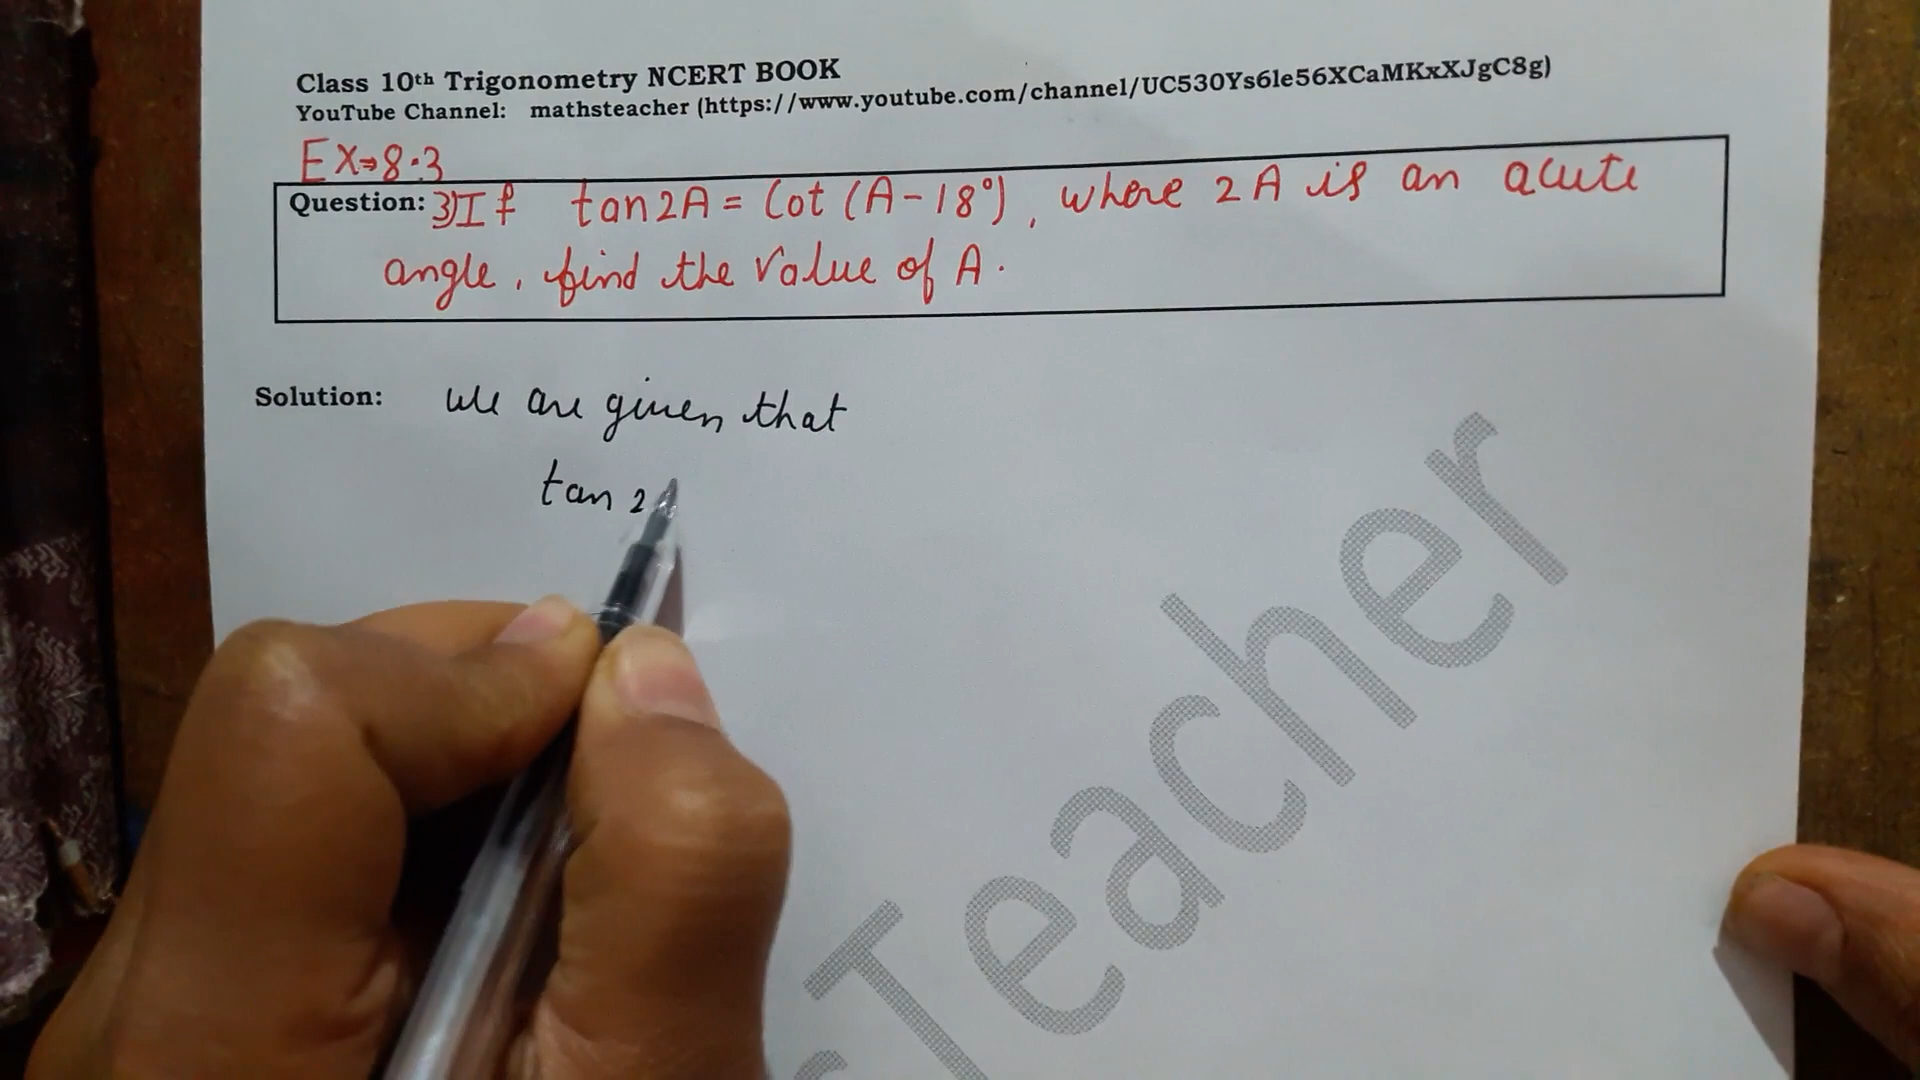 Class 10th Trigonometry NCERT BOOK
YouTube Channel: mathsteacher (https://www.youtube.com/channel/UC530Ys6le56XCaMKxXJgC8g)
Ex⇒8.3
Question: 3) If tan2A = Cot (A-18°), where 2A is an acute
angle, find the value of A.
Solution: we are given that
tan 2
Teacher